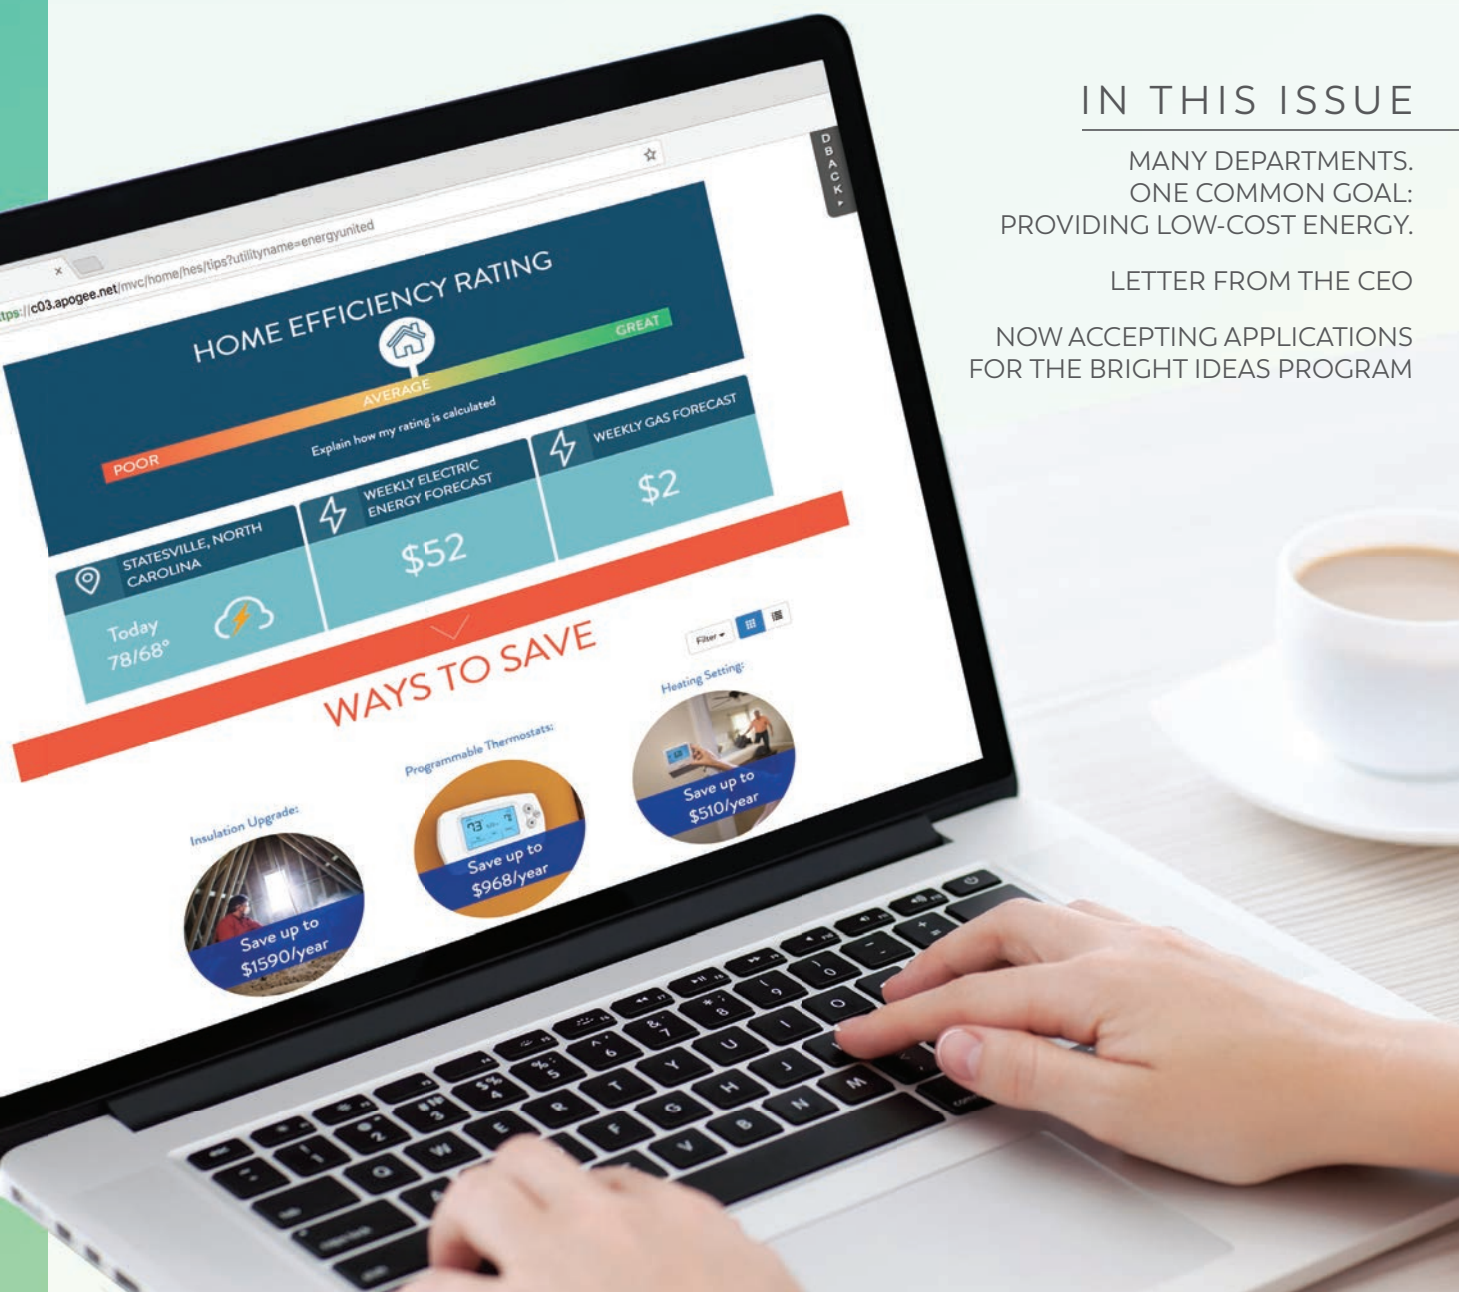 IN THIS ISSUE
MANY DEPARTMENTS.
ONE COMMON GOAL:
PROVIDING LOW-COST ENERGY.
LETTER FROM THE CEO
NOW ACCEPTING APPLICATIONS
FOR THE BRIGHT IDEAS PROGRAM
DBACK
ttps://c03.apogee.net/mvc/home/hes/tips?utilityname=energyunited
HOME EFFICIENCY RATING
POOR
AVERAGE
GREAT
Explain how my rating is calculated
STATESVILLE, NORTH
CAROLINA
Today
78/68°
WEEKLY ELECTRIC
ENERGY FORECAST
$52
WEEKLY GAS FORECAST
$2
WAYS TO SAVE
Filter
Insulation Upgrade:
Save up to
$1590/year
Programmable Thermostats:
73
Save up to
$968/year
Heating Setting:
Save up to
$510/year